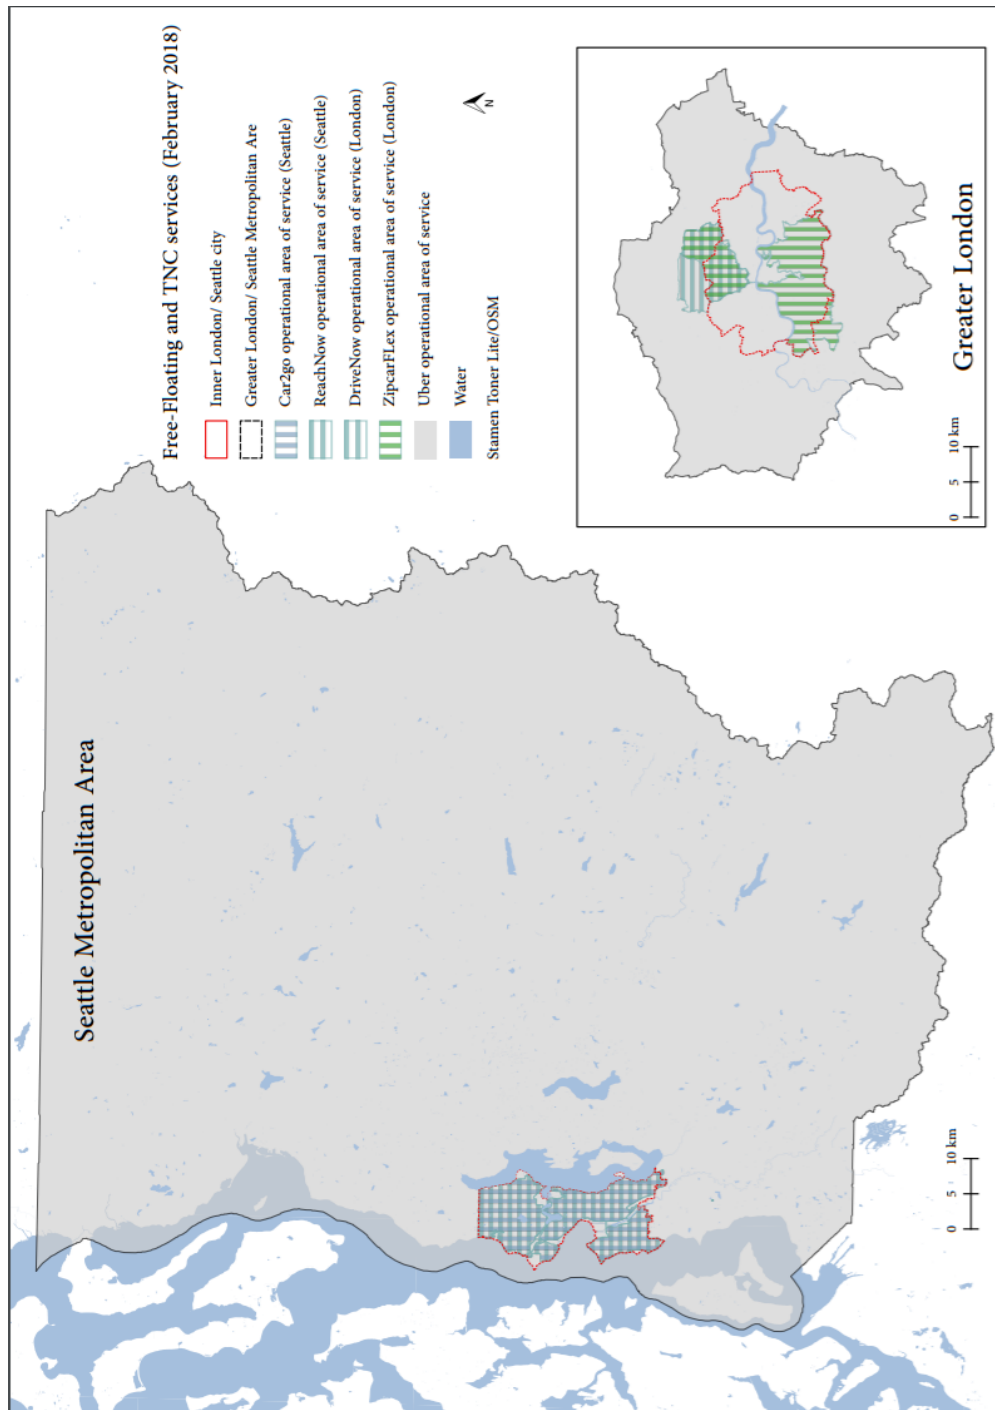 Free-Floating and TNC services (February 2018)
Inner London/ Seattle city
Greater London/ Seattle Metropolitan Are
Car2go operational area of service (Seattle)
ReachNow operational area of service (Seattle)
DriveNow operational area of service (London)
ZipcarFLex operational area of service (London)
Uber operational area of service
Water
Stamen Toner Lite/OSM
N
Seattle Metropolitan Area
0 5 10 km
Greater London
0 5 10 km